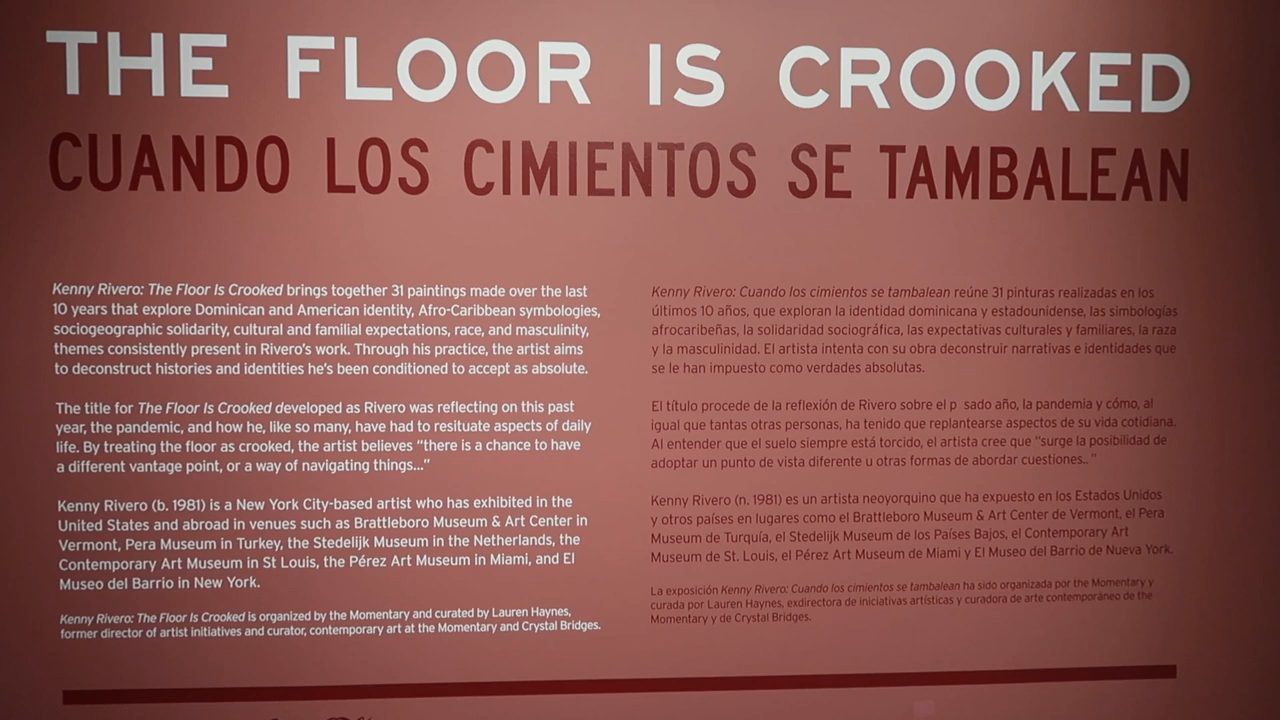 THE FLOOR IS CROOKED
CUANDO LOS CIMIENTOS SE TAMBALEAN
Kenny Rivero: The Floor Is Crooked brings together 31 paintings made over the last
10 years that explore Dominican and American identity, Afro-Caribbean symbologies,
sociogeographic solidarity, cultural and familial expectations, race, and masculinity,
themes consistently present in Rivero's work. Through his practice, the artist aims
to deconstruct histories and identities he's been conditioned to accept as absolute.
The title for The Floor Is Crooked developed as Rivero was reflecting on this past
year, the pandemic, and how he, like so many, have had to resituate aspects of daily
life. By treating the floor as crooked, the artist believes "there is a chance to have
a different vantage point, or a way of navigating things..."
Kenny Rivero (b. 1981) is a New York City-based artist who has exhibited in the
United States and abroad in venues such as Brattleboro Museum & Art Center in
Vermont, Pera Museum in Turkey, the Stedelijk Museum in the Netherlands, the
Contemporary Art Museum in St Louis, the Pérez Art Museum in Miami, and El
Museo del Barrio in New York.
Kenny Rivero: The Floor Is Crooked is organized by the Momentary and curated by Lauren Haynes,
former director of artist initiatives and curator, contemporary art at the Momentary and Crystal Bridges.
Kenny Rivero: Cuando los cimientos se tambalean reúne 31 pinturas realizadas en los
últimos 10 años, que exploran la identidad dominicana y estadounidense, las simbologías
afrocaribeñas, la solidaridad sociográfica, las expectativas culturales y familiares, la raza
y la masculinidad. El artista intenta con su obra deconstruir narrativas e identidades que
se le han impuesto como verdades absolutas.
El título procede de la reflexión de Rivero sobre el p sado año, la pandemia y cómo, al
igual que tantas otras personas, ha tenido que replantearse aspectos de su vida cotidiana.
Al entender que el suelo siempre está torcido, el artista cree que "surge la posibilidad de
adoptar un punto de vista diferente u otras formas de abordar cuestiones.. "
Kenny Rivero (n. 1981) es un artista neoyorquino que ha expuesto en los Estados Unidos
y otros países en lugares como el Brattleboro Museum & Art Center de Vermont, el Pera
Museum de Turquía, el Stedelijk Museum de los Países Bajos, el Contemporary Art
Museum de St. Louis, el Pérez Art Museum de Miami y El Museo del Barrio de Nueva York.
La exposición Kenny Rivero: Cuando los cimientos se tambalean ha sido organizada por the Momentary y
curada por Lauren Haynes, exdirectora de iniciativas artísticas y curadora de arte contemporáneo de the
Momentary y de Crystal Bridges.